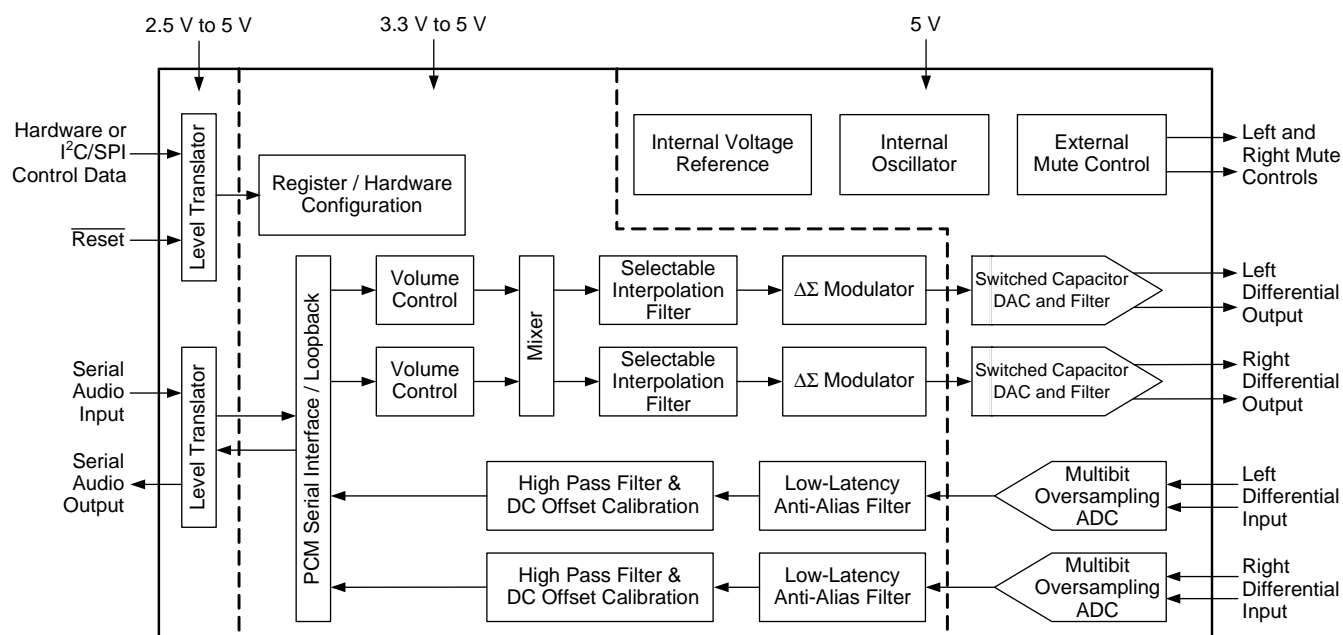 2.5 V to 5 V
3.3 V to 5 V
5 V
Hardware or
I²C/SPI
Control Data
Reset
Level Translator
Register / Hardware
Configuration
Internal Voltage
Reference
Internal
Oscillator
External
Mute Control
Left and
Right Mute
Controls
Serial
Audio
Input
Serial
Audio
Output
Level Translator
PCM Serial Interface / Loopback
Volume
Control
Volume
Control
Mixer
Selectable
Interpolation
Filter
ΔΣ Modulator
Switched Capacitor
DAC and Filter
Left
Differential
Output
Selectable
Interpolation
Filter
ΔΣ Modulator
Switched Capacitor
DAC and Filter
Right
Differential
Output
High Pass Filter &
DC Offset Calibration
Low-Latency
Anti-Alias Filter
Multibit
Oversampling
ADC
Left
Differential
Input
High Pass Filter &
DC Offset Calibration
Low-Latency
Anti-Alias Filter
Multibit
Oversampling
ADC
Right
Differential
Input